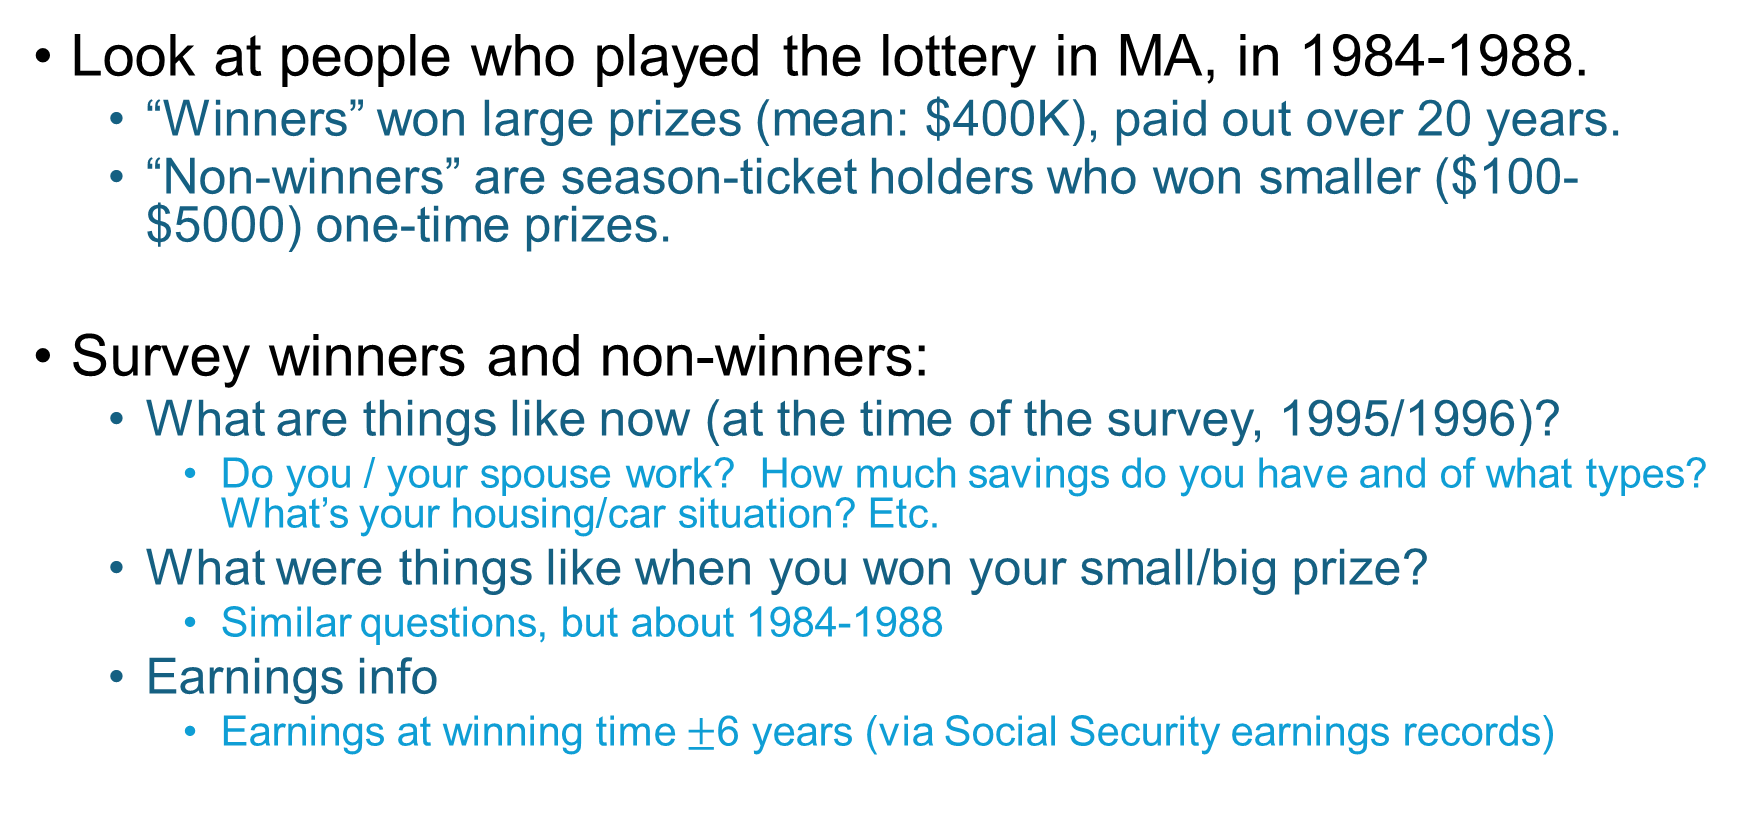 • Look at people who played the lottery in MA, in 1984-1988.
• “Winners” won large prizes (mean: $400K), paid out over 20 years.
• “Non-winners” are season-ticket holders who won smaller ($100-
$5000) one-time prizes.
• Survey winners and non-winners:
• What are things like now (at the time of the survey, 1995/1996)?
• Do you / your spouse work?  How much savings do you have and of what types?
What’s your housing/car situation? Etc.
• What were things like when you won your small/big prize?
• Similar questions, but about 1984-1988
• Earnings info
• Earnings at winning time ±6 years (via Social Security earnings records)